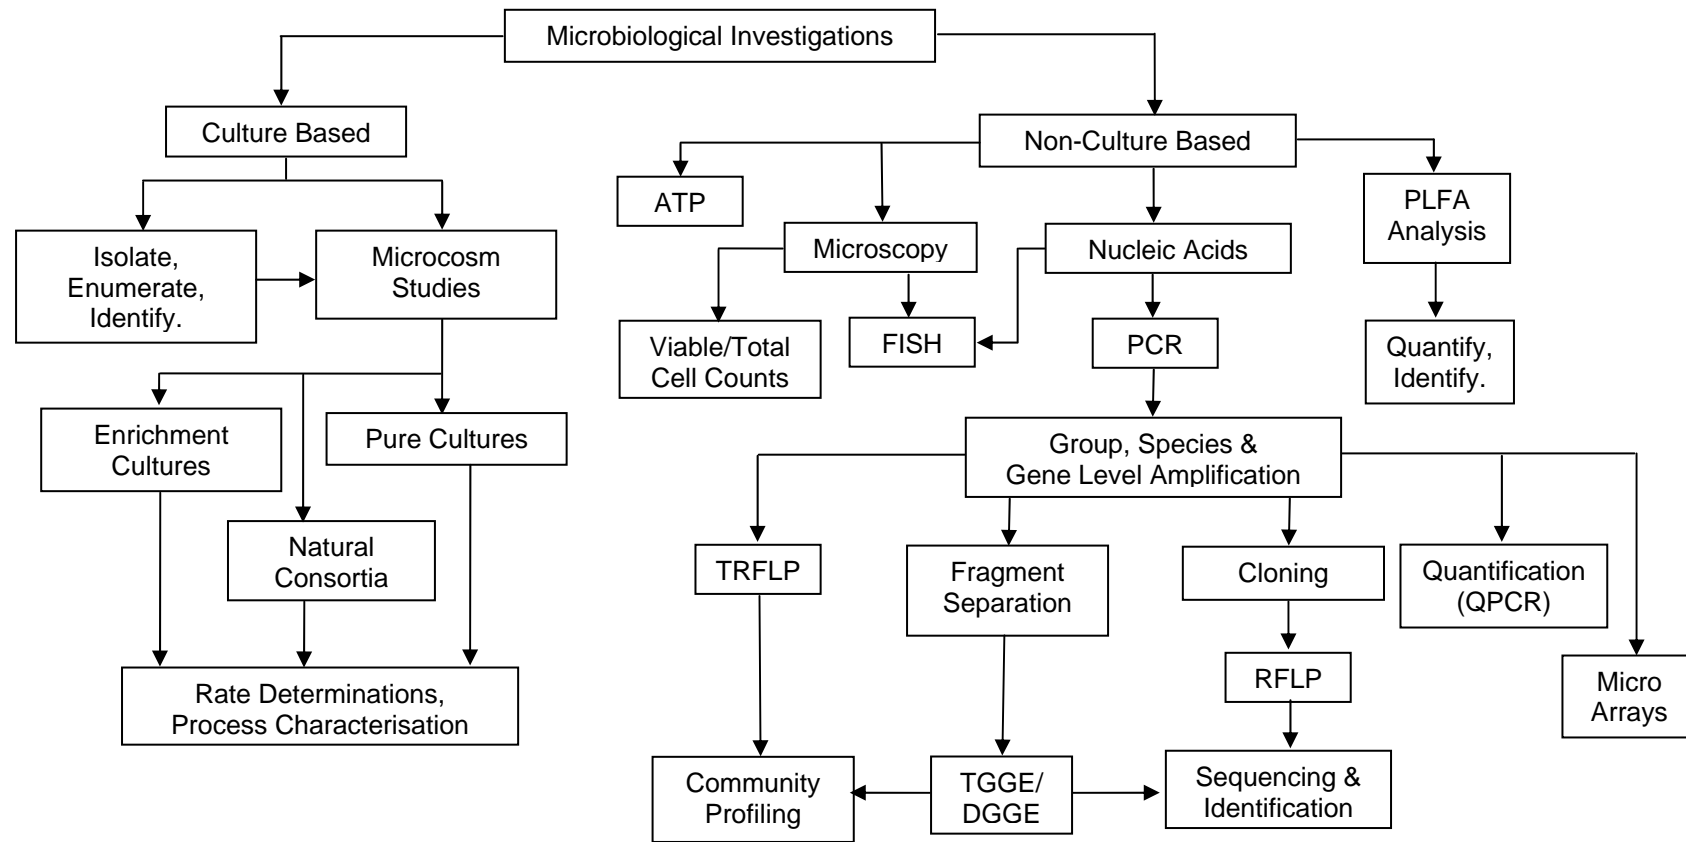 Microbiological Investigations
Culture Based
Non-Culture Based
ATP
PLFA
Analysis
Isolate,
Enumerate,
Identify.
Microcosm
Studies
Microscopy
Nucleic Acids
Viable/Total
Cell Counts
FISH
PCR
Quantify,
Identify.
Enrichment
Cultures
Pure Cultures
Group, Species &
Gene Level Amplification
Natural
Consortia
TRFLP
Fragment
Separation
Cloning
Quantification
(QPCR)
Rate Determinations,
Process Characterisation
RFLP
Micro
Arrays
Community
Profiling
TGGE/
DGGE
Sequencing &
Identification